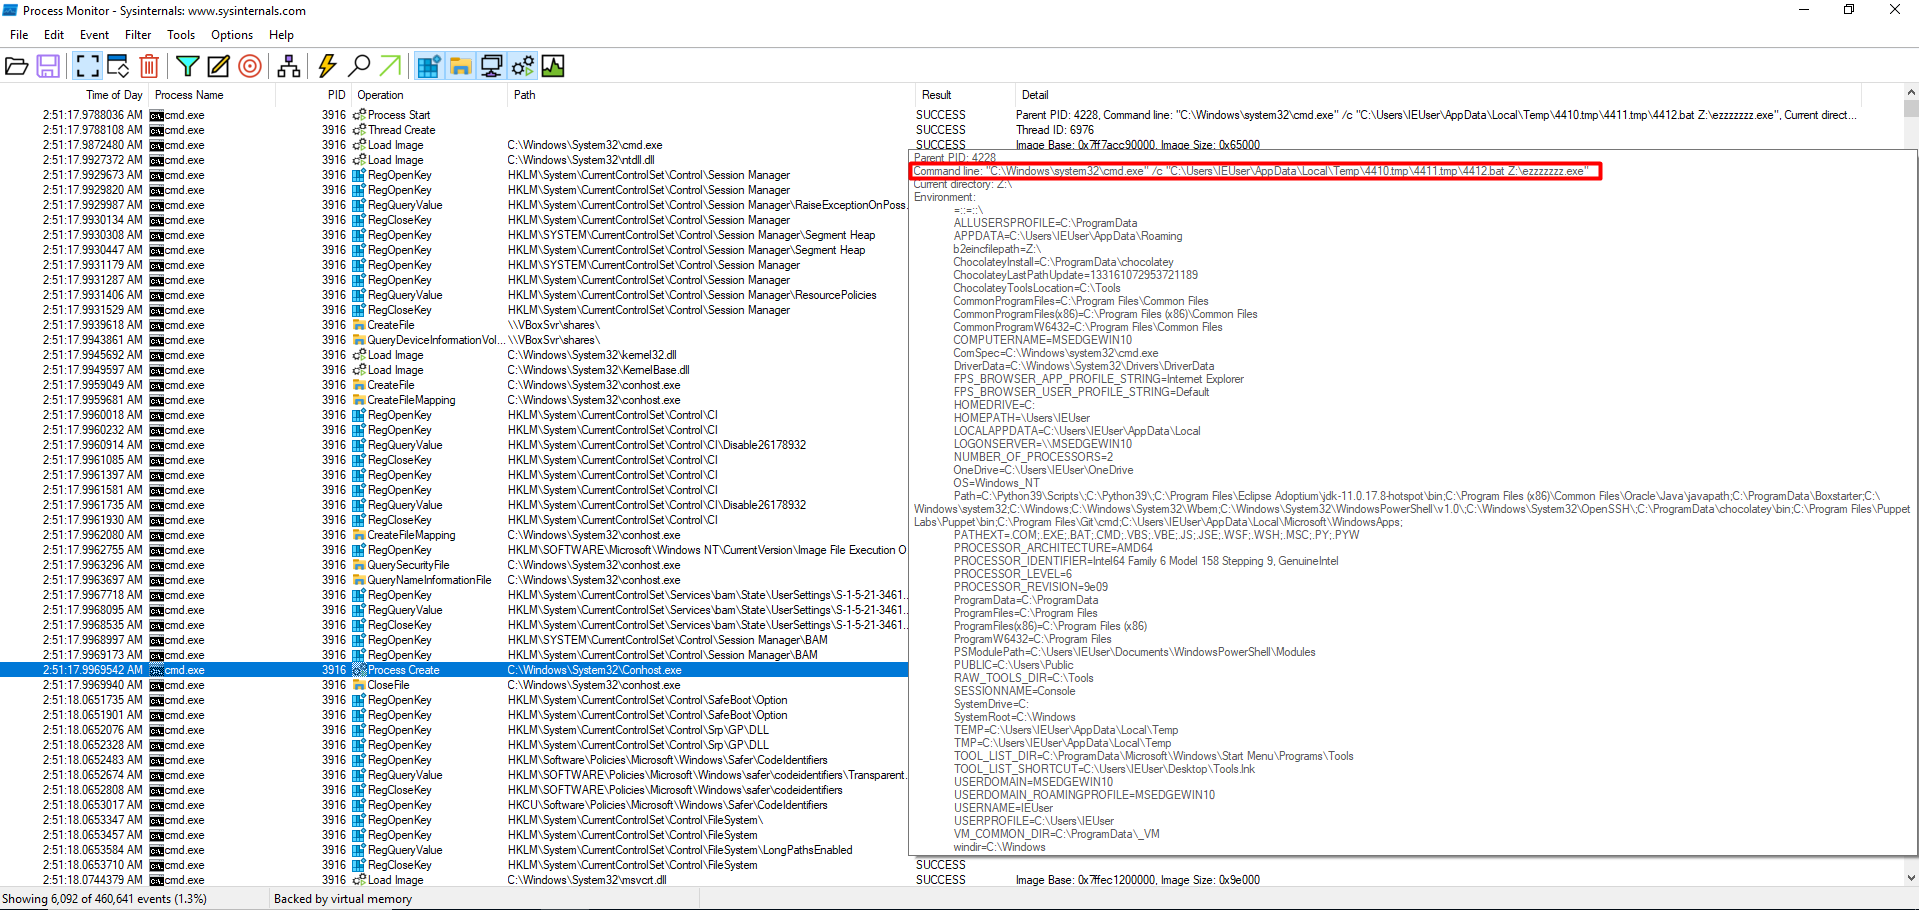 Process Monitor - Sysinternals: www.sysinternals.com
File Edit Event Filter Tools Options Help
Time of Day Process Name PID Operation Path Result Detail
2:51:17.9788036 AM cmd.exe 3916 Process Start SUCCESS Parent PID: 4228, Command line: "C:\Windows\system32\cmd.exe" /c "C:\Users\IEUser\AppData\Local\Temp\4410.tmp\4411.tmp\4412.bat Z:\ezzzzzzz.exe", Current direct...
2:51:17.9788108 AM cmd.exe 3916 Thread Create SUCCESS Thread ID: 6976
2:51:17.9872480 AM cmd.exe 3916 Load Image C:\Windows\System32\cmd.exe SUCCESS Image Base: 0x7ff7acc90000, Image Size: 0x65000
2:51:17.9927372 AM cmd.exe 3916 Load Image C:\Windows\System32\ntdll.dll
2:51:17.9929673 AM cmd.exe 3916 RegOpenKey HKLM\System\CurrentControlSet\Control\Session Manager
2:51:17.9929820 AM cmd.exe 3916 RegOpenKey HKLM\System\CurrentControlSet\Control\Session Manager
2:51:17.9929987 AM cmd.exe 3916 RegQueryValue HKLM\System\CurrentControlSet\Control\Session Manager\RaiseExceptionOnPoss...
2:51:17.9930134 AM cmd.exe 3916 RegCloseKey HKLM\System\CurrentControlSet\Control\Session Manager
2:51:17.9930308 AM cmd.exe 3916 RegOpenKey HKLM\SYSTEM\CurrentControlSet\Control\Session Manager\Segment Heap
2:51:17.9930447 AM cmd.exe 3916 RegOpenKey HKLM\System\CurrentControlSet\Control\Session Manager\Segment Heap
2:51:17.9931179 AM cmd.exe 3916 RegOpenKey HKLM\SYSTEM\CurrentControlSet\Control\Session Manager
2:51:17.9931287 AM cmd.exe 3916 RegOpenKey HKLM\System\CurrentControlSet\Control\Session Manager
2:51:17.9931406 AM cmd.exe 3916 RegQueryValue HKLM\System\CurrentControlSet\Control\Session Manager\ResourcePolicies
2:51:17.9931529 AM cmd.exe 3916 RegCloseKey HKLM\System\CurrentControlSet\Control\Session Manager
2:51:17.9939618 AM cmd.exe 3916 CreateFile \\VBoxSvr\shares\
2:51:17.9943861 AM cmd.exe 3916 QueryDeviceInformationVol... \\VBoxSvr\shares\
2:51:17.9945692 AM cmd.exe 3916 Load Image C:\Windows\System32\kernel32.dll
2:51:17.9949597 AM cmd.exe 3916 Load Image C:\Windows\System32\KernelBase.dll
2:51:17.9959049 AM cmd.exe 3916 CreateFile C:\Windows\System32\conhost.exe
2:51:17.9959681 AM cmd.exe 3916 CreateFileMapping C:\Windows\System32\conhost.exe
2:51:17.9960018 AM cmd.exe 3916 RegOpenKey HKLM\System\CurrentControlSet\Control\CI
2:51:17.9960232 AM cmd.exe 3916 RegOpenKey HKLM\System\CurrentControlSet\Control\CI
2:51:17.9960914 AM cmd.exe 3916 RegQueryValue HKLM\System\CurrentControlSet\Control\CI\Disable26178932
2:51:17.9961085 AM cmd.exe 3916 RegCloseKey HKLM\System\CurrentControlSet\Control\CI
2:51:17.9961397 AM cmd.exe 3916 RegOpenKey HKLM\System\CurrentControlSet\Control\CI
2:51:17.9961581 AM cmd.exe 3916 RegOpenKey HKLM\System\CurrentControlSet\Control\CI
2:51:17.9961735 AM cmd.exe 3916 RegQueryValue HKLM\System\CurrentControlSet\Control\CI\Disable26178932
2:51:17.9961930 AM cmd.exe 3916 RegCloseKey HKLM\System\CurrentControlSet\Control\CI
2:51:17.9962080 AM cmd.exe 3916 CreateFileMapping C:\Windows\System32\conhost.exe
2:51:17.9962755 AM cmd.exe 3916 RegOpenKey HKLM\SOFTWARE\Microsoft\Windows NT\CurrentVersion\Image File Execution O
2:51:17.9963296 AM cmd.exe 3916 QuerySecurityFile C:\Windows\System32\conhost.exe
2:51:17.9963697 AM cmd.exe 3916 QueryNameInformationFile C:\Windows\System32\conhost.exe
2:51:17.9967718 AM cmd.exe 3916 RegOpenKey HKLM\System\CurrentControlSet\Services\bam\State\UserSettings\S-1-5-21-3461...
2:51:17.9968095 AM cmd.exe 3916 RegQueryValue HKLM\System\CurrentControlSet\Services\bam\State\UserSettings\S-1-5-21-3461...
2:51:17.9968535 AM cmd.exe 3916 RegCloseKey HKLM\System\CurrentControlSet\Services\bam\State\UserSettings\S-1-5-21-3461...
2:51:17.9968997 AM cmd.exe 3916 RegOpenKey HKLM\SYSTEM\CurrentControlSet\Control\Session Manager\BAM
2:51:17.9969173 AM cmd.exe 3916 RegOpenKey HKLM\System\CurrentControlSet\Control\Session Manager\BAM
2:51:17.9969542 AM cmd.exe 3916 Process Create C:\Windows\System32\Conhost.exe
2:51:17.9969940 AM cmd.exe 3916 CloseFile C:\Windows\System32\conhost.exe
2:51:18.0651735 AM cmd.exe 3916 RegOpenKey HKLM\System\CurrentControlSet\Control\SafeBoot\Option
2:51:18.0651901 AM cmd.exe 3916 RegOpenKey HKLM\System\CurrentControlSet\Control\SafeBoot\Option
2:51:18.0652076 AM cmd.exe 3916 RegOpenKey HKLM\System\CurrentControlSet\Control\Srp\GP\DLL
2:51:18.0652328 AM cmd.exe 3916 RegOpenKey HKLM\System\CurrentControlSet\Control\Srp\GP\DLL
2:51:18.0652483 AM cmd.exe 3916 RegOpenKey HKLM\Software\Policies\Microsoft\Windows\Safer\CodeIdentifiers
2:51:18.0652674 AM cmd.exe 3916 RegQueryValue HKLM\SOFTWARE\Policies\Microsoft\Windows\safer\codeidentifiers\Transparent...
2:51:18.0652808 AM cmd.exe 3916 RegCloseKey HKLM\SOFTWARE\Policies\Microsoft\Windows\safer\codeidentifiers
2:51:18.0653017 AM cmd.exe 3916 RegOpenKey HKCU\Software\Policies\Microsoft\Windows\Safer\CodeIdentifiers
2:51:18.0653347 AM cmd.exe 3916 RegOpenKey HKLM\System\CurrentControlSet\Control\FileSystem\
2:51:18.0653457 AM cmd.exe 3916 RegOpenKey HKLM\System\CurrentControlSet\Control\FileSystem
2:51:18.0653584 AM cmd.exe 3916 RegQueryValue HKLM\System\CurrentControlSet\Control\FileSystem\LongPathsEnabled
2:51:18.0653710 AM cmd.exe 3916 RegCloseKey HKLM\System\CurrentControlSet\Control\FileSystem SUCCESS
2:51:18.0744379 AM cmd.exe 3916 Load Image C:\Windows\System32\msvcrt.dll SUCCESS Image Base: 0x7ffec1200000, Image Size: 0x9e000
Parent PID: 4228
Command line: "C:\Windows\system32\cmd.exe" /c "C:\Users\IEUser\AppData\Local\Temp\4410.tmp\4411.tmp\4412.bat Z:\ezzzzzzz.exe"
Current directory: Z:\
Environment:
=::=::\
ALLUSERSPROFILE=C:\ProgramData
APPDATA=C:\Users\IEUser\AppData\Roaming
b2eincfilepath=Z:\
ChocolateyInstall=C:\ProgramData\chocolatey
ChocolateyLastPathUpdate=133161072953721189
ChocolateyToolsLocation=C:\Tools
CommonProgramFiles=C:\Program Files\Common Files
CommonProgramFiles(x86)=C:\Program Files (x86)\Common Files
CommonProgramW6432=C:\Program Files\Common Files
COMPUTERNAME=MSEDGEWIN10
ComSpec=C:\Windows\system32\cmd.exe
DriverData=C:\Windows\System32\Drivers\DriverData
FPS_BROWSER_APP_PROFILE_STRING=Internet Explorer
FPS_BROWSER_USER_PROFILE_STRING=Default
HOMEDRIVE=C:
HOMEPATH=\Users\IEUser
LOCALAPPDATA=C:\Users\IEUser\AppData\Local
LOGONSERVER=\\MSEDGEWIN10
NUMBER_OF_PROCESSORS=2
OneDrive=C:\Users\IEUser\OneDrive
OS=Windows_NT
Path=C:\Python39\Scripts\;C:\Python39\;C:\Program Files\Eclipse Adoptium\jdk-11.0.17.8-hotspot\bin;C:\Program Files (x86)\Common Files\Oracle\Java\javapath;C:\ProgramData\Boxstarter;C:\
Windows\system32;C:\Windows;C:\Windows\System32\Wbem;C:\Windows\System32\WindowsPowerShell\v1.0\;C:\Windows\System32\OpenSSH\;C:\ProgramData\chocolatey\bin;C:\Program Files\Puppet
Labs\Puppet\bin;C:\Program Files\Git\cmd;C:\Users\IEUser\AppData\Local\Microsoft\WindowsApps;
PATHEXT=.COM;.EXE;.BAT;.CMD;.VBS;.VBE;.JS;.JSE;.WSF;.WSH;.MSC;.PY;.PYW
PROCESSOR_ARCHITECTURE=AMD64
PROCESSOR_IDENTIFIER=Intel64 Family 6 Model 158 Stepping 9, GenuineIntel
PROCESSOR_LEVEL=6
PROCESSOR_REVISION=9e09
ProgramData=C:\ProgramData
ProgramFiles=C:\Program Files
ProgramFiles(x86)=C:\Program Files (x86)
ProgramW6432=C:\Program Files
PSModulePath=C:\Users\IEUser\Documents\WindowsPowerShell\Modules
PUBLIC=C:\Users\Public
RAW_TOOLS_DIR=C:\Tools
SESSIONNAME=Console
SystemDrive=C:
SystemRoot=C:\Windows
TEMP=C:\Users\IEUser\AppData\Local\Temp
TMP=C:\Users\IEUser\AppData\Local\Temp
TOOL_LIST_DIR=C:\ProgramData\Microsoft\Windows\Start Menu\Programs\Tools
TOOL_LIST_SHORTCUT=C:\Users\IEUser\Desktop\Tools.lnk
USERDOMAIN=MSEDGEWIN10
USERDOMAIN_ROAMINGPROFILE=MSEDGEWIN10
USERNAME=IEUser
USERPROFILE=C:\Users\IEUser
VM_COMMON_DIR=C:\ProgramData\_VM
windir=C:\Windows
Showing 6,092 of 460,641 events (1.3%) Backed by virtual memory